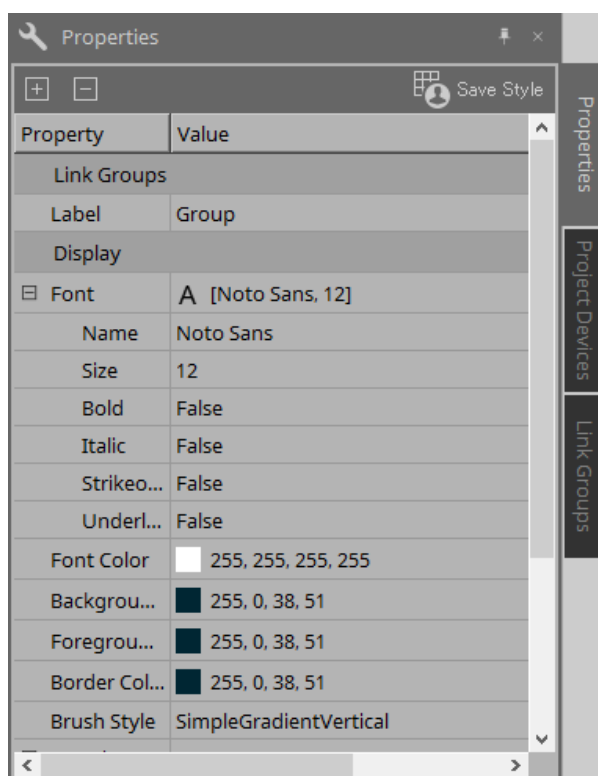 Properties
Save Style
Property Value
Link Groups
Label Group
Display
Font A [Noto Sans, 12]
Name Noto Sans
Size 12
Bold False
Italic False
Strikeo... False
Underl... False
Font Color 255, 255, 255, 255
Backgrou... 255, 0, 38, 51
Foregrou... 255, 0, 38, 51
Border Col... 255, 0, 38, 51
Brush Style SimpleGradientVertical
Properties
Project Devices
Link Groups